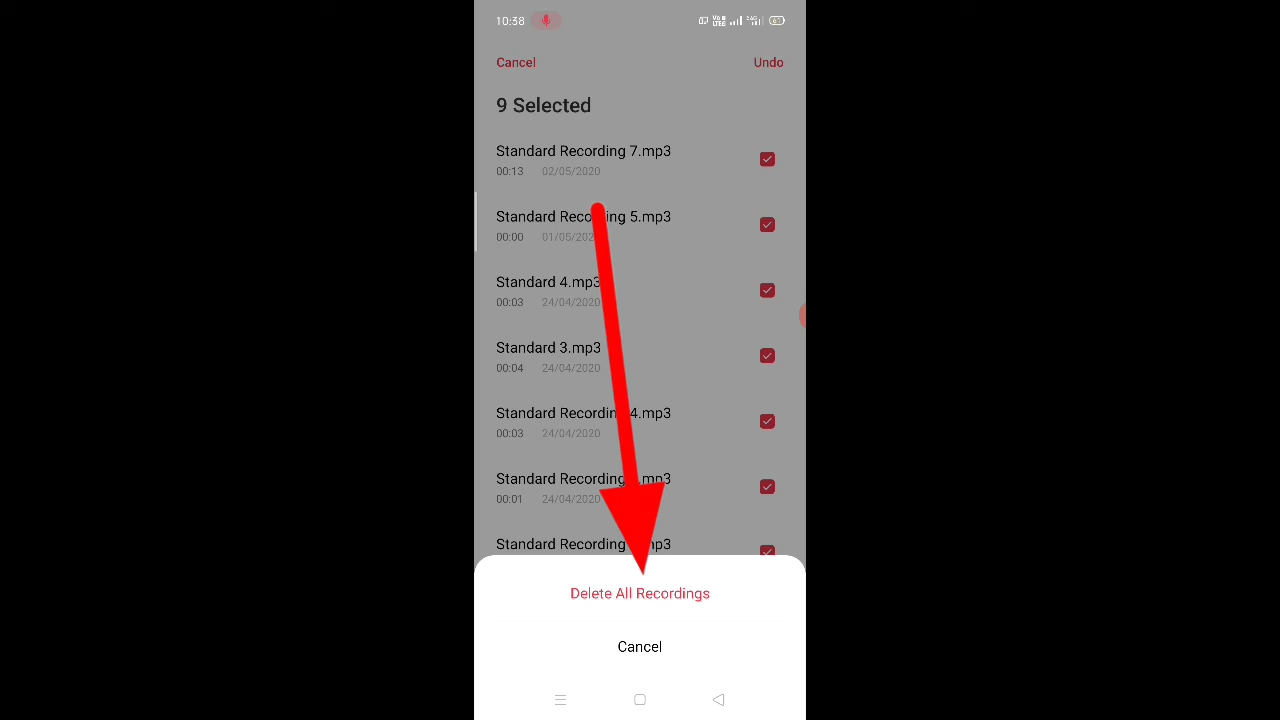 10:38
61
Cancel Undo
9 Selected
Standard Recording 7.mp3
00:13 02/05/2020
Standard Recording 5.mp3
00:00 01/05/202
Standard 4.mp3
00:03 24/04/2020
Standard 3.mp3
00:04 24/04/2020
Standard Recording 4.mp3
00:03 24/04/2020
Standard Recording .mp3
00:01 24/04/2020
Standard Recording mp3
Delete All Recordings
Cancel